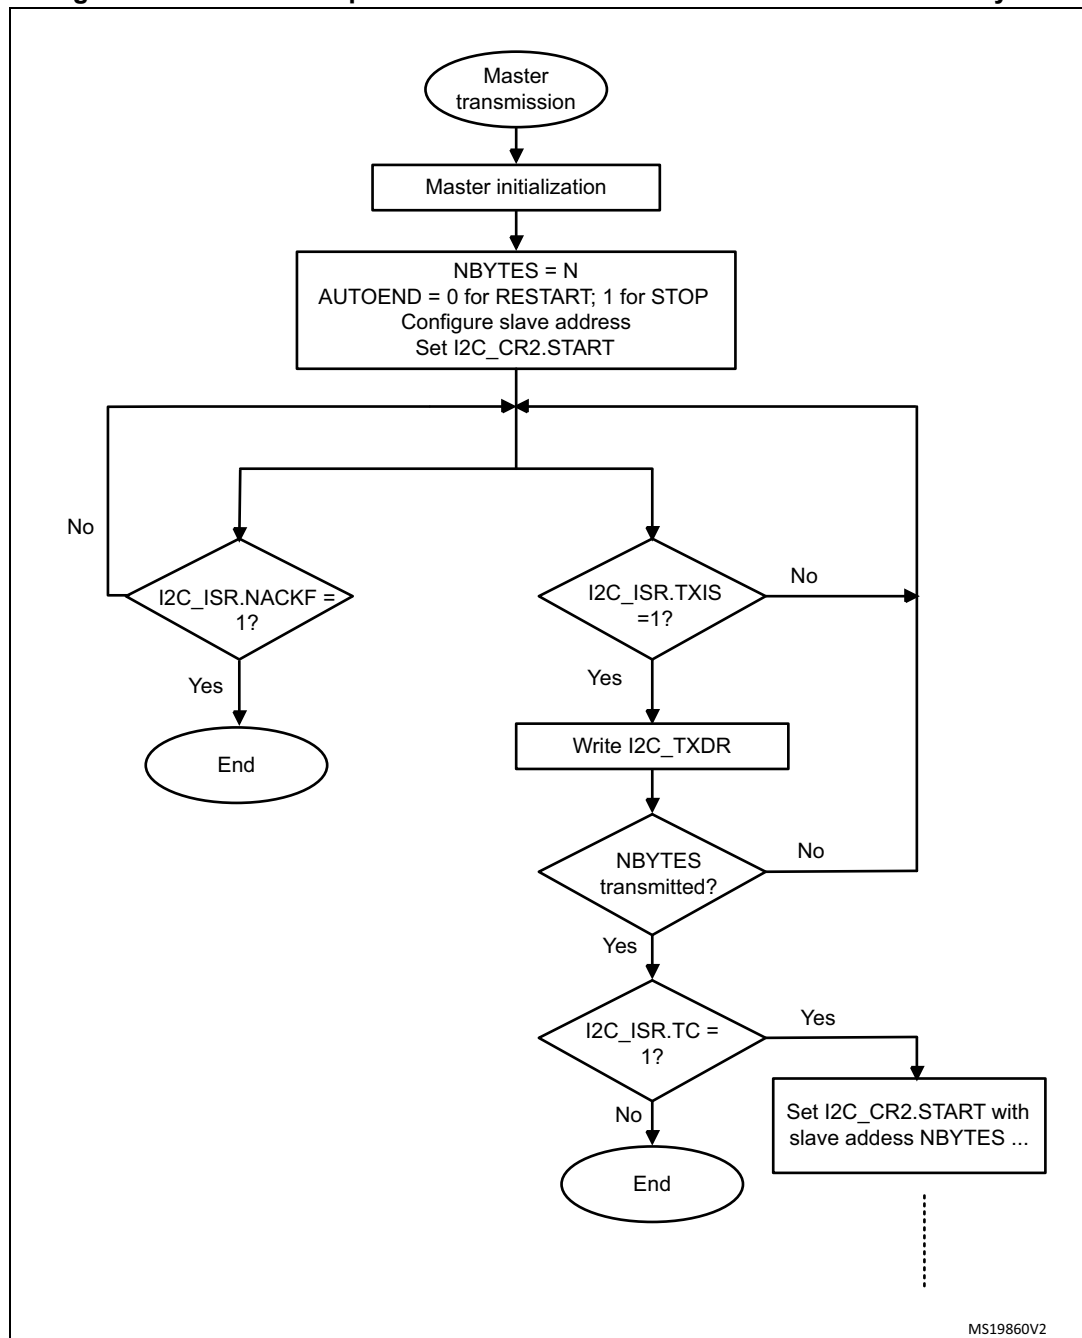 Master
transmission
Master initialization
NBYTES = N
AUTOEND = 0 for RESTART; 1 for STOP
Configure slave address
Set I2C_CR2.START
No
I2C_ISR.NACKF =
1?
Yes
End
I2C_ISR.TXIS
=1?
No
Yes
Write I2C_TXDR
NBYTES
transmitted?
No
Yes
I2C_ISR.TC =
1?
Yes
No
Set I2C_CR2.START with
slave addess NBYTES ...
End
MS19860V2